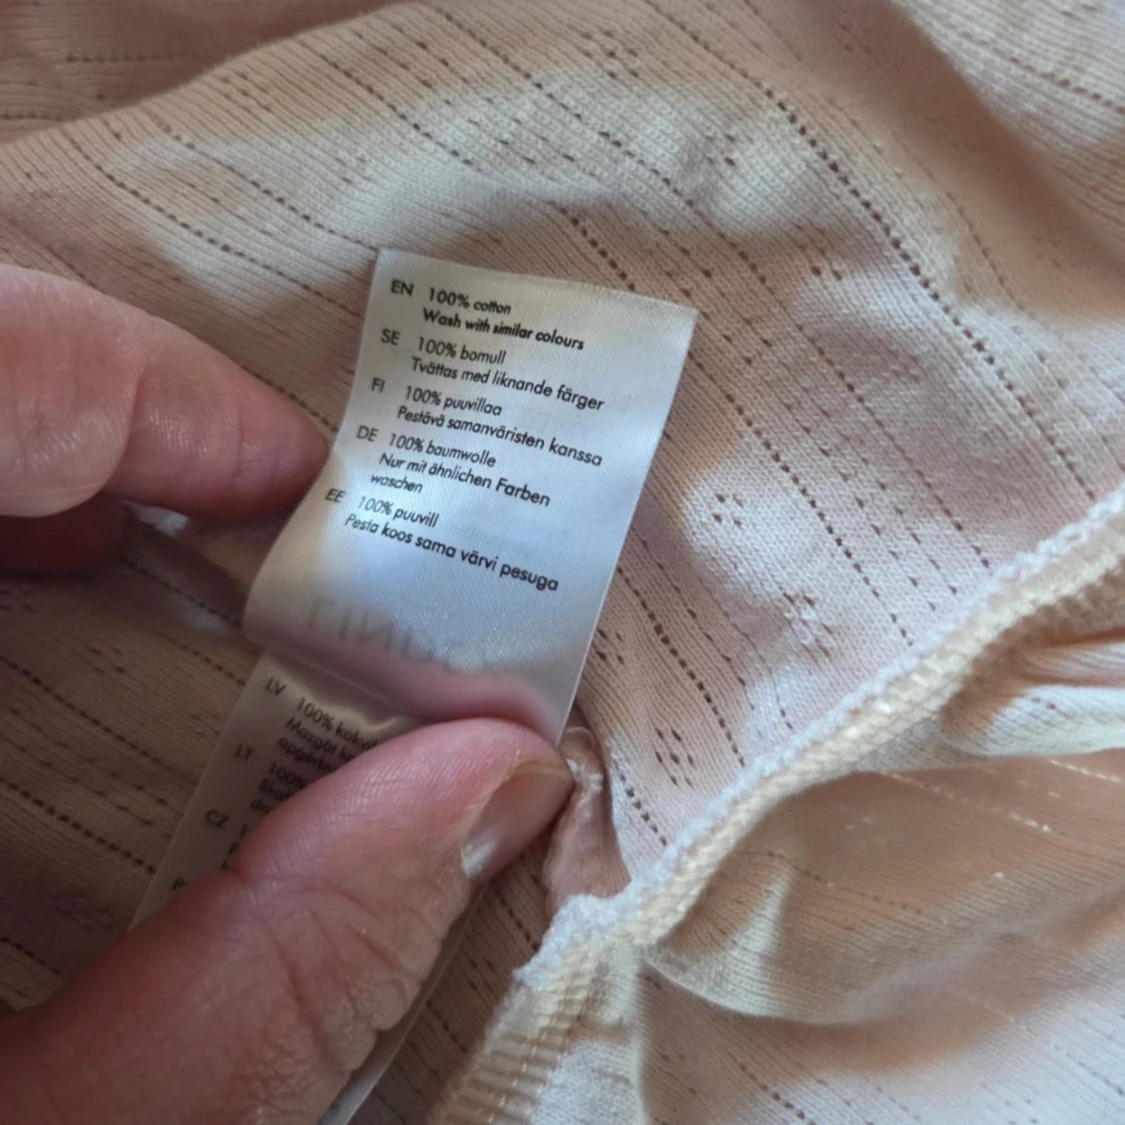 EN 100% cotton
Wash with similar colours
SE 100% bomull
Tvättas med liknande färger
FI 100% puuvillaa
Pestävä samanväristen kanssa
DE 100% baumwolle
Nur mit ähnlichen Farben
waschen
EE 100% puuvill
Pesta koos sama värvi pesuga
LV 100%
LT 100%
CZ